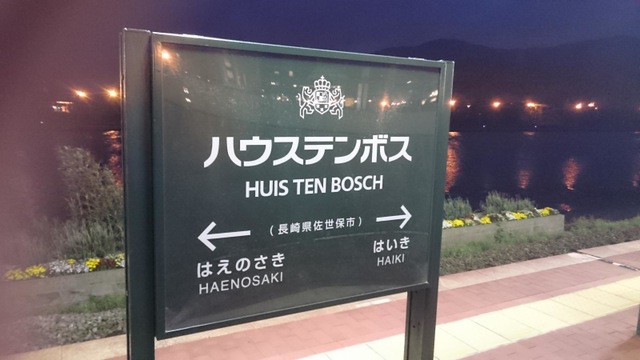 ハウステンボス
HUIS TEN BOSCH
← (長崎県佐世保市) →
はえのさき はいき
HAENOSAKI HAIKI